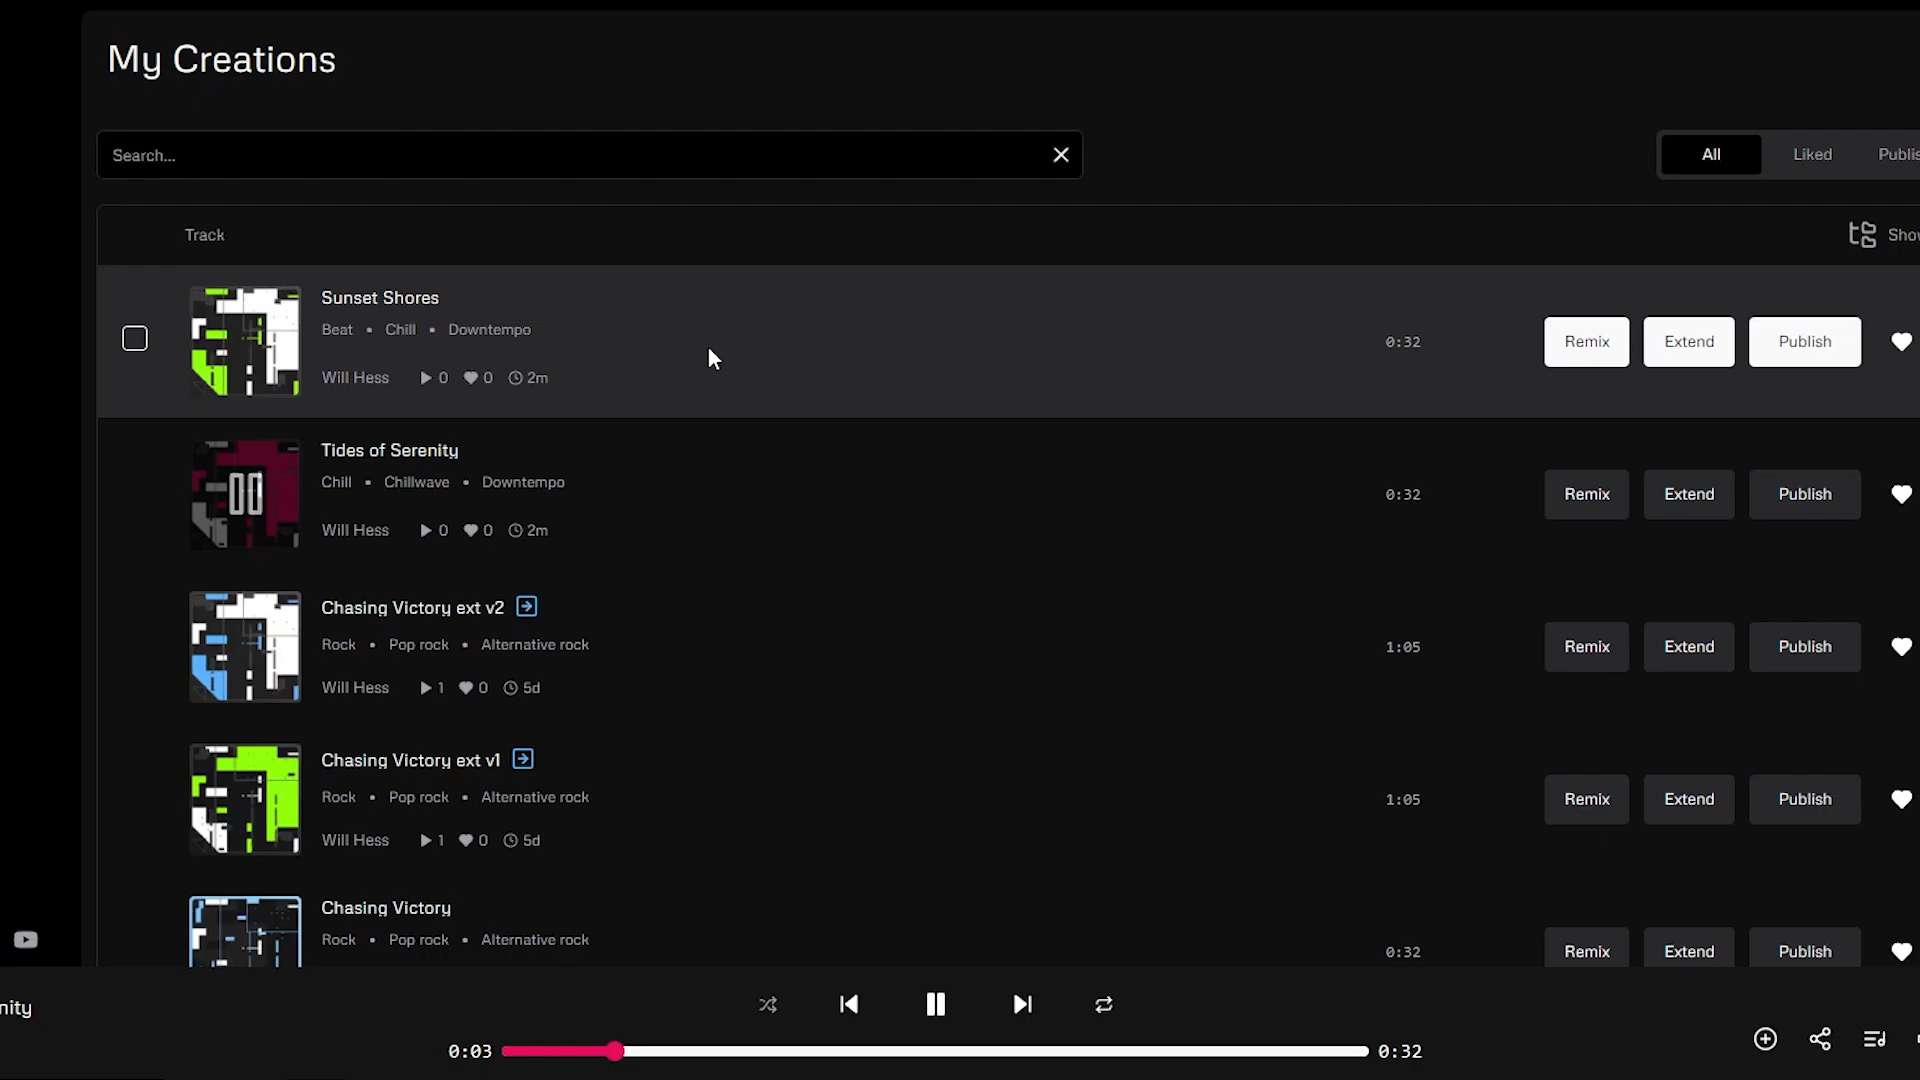 My Creations
Search...
All Liked Publis
Track Show
Sunset Shores
Beat • Chill • Downtempo
Will Hess 0 0 2m
0:32 Remix Extend Publish
Tides of Serenity
Chill • Chillwave • Downtempo
Will Hess 0 0 2m
0:32 Remix Extend Publish
Chasing Victory ext v2
Rock • Pop rock • Alternative rock
Will Hess 1 0 5d
1:05 Remix Extend Publish
Chasing Victory ext v1
Rock • Pop rock • Alternative rock
Will Hess 1 0 5d
1:05 Remix Extend Publish
Chasing Victory
Rock • Pop rock • Alternative rock
0:32 Remix Extend Publish
nity
0:03 0:32